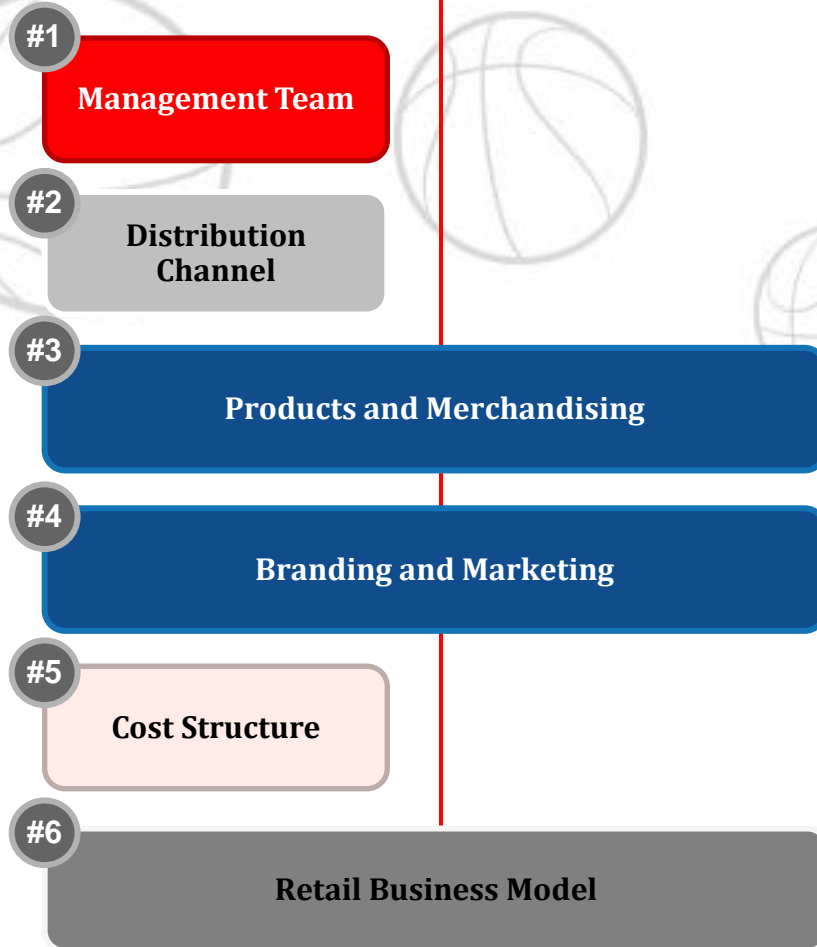 #1
Management Team
#2
Distribution
Channel
#3
Products and Merchandising
#4
Branding and Marketing
#5
Cost Structure
#6
Retail Business Model